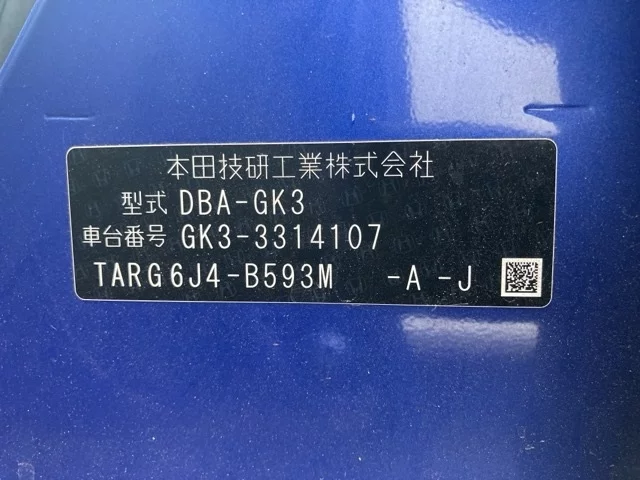 本田技研工業株式会社
型式 DBA-GK3
車台番号 GK3-3314107
TARG6J4-B593M -A -J